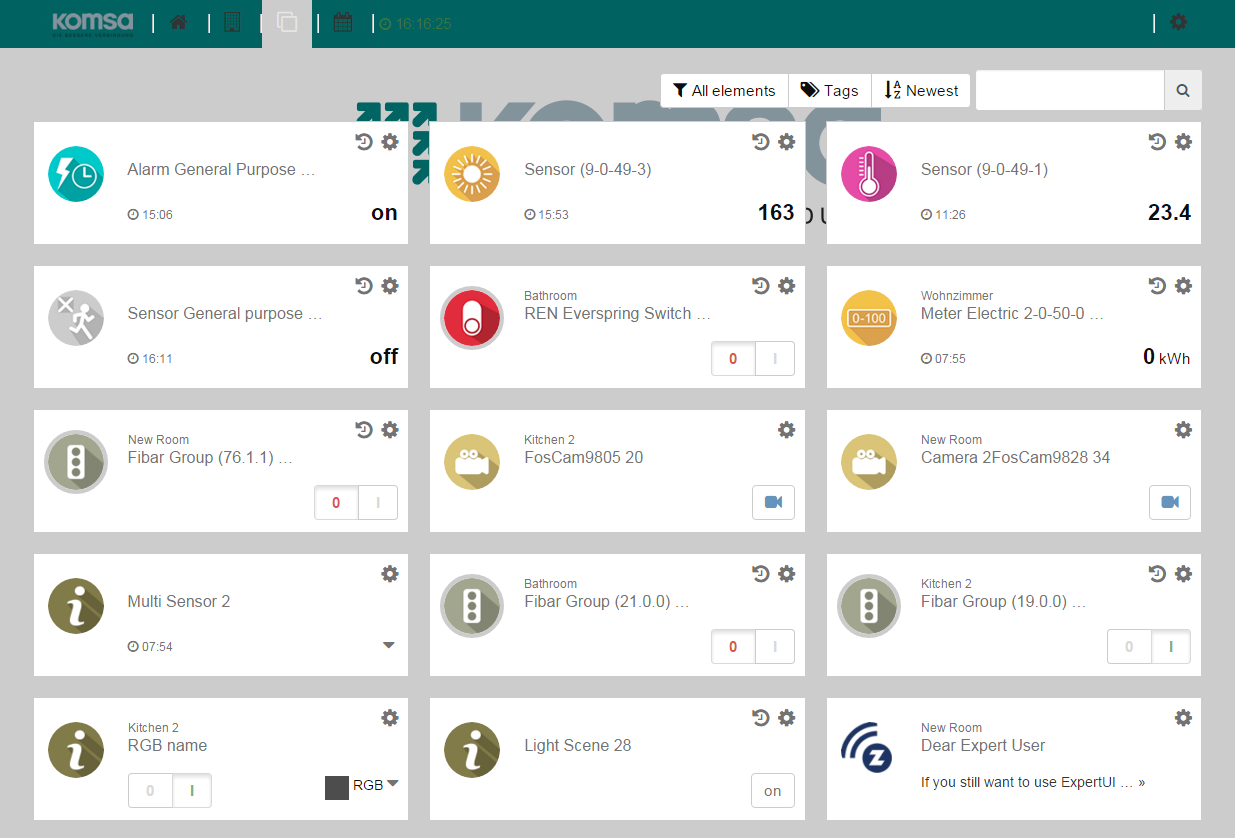 KOMSA
16:16:25
All elements
Tags
Newest
Alarm General Purpose ...
15:06
on
Sensor (9-0-49-3)
15:53
163
Sensor (9-0-49-1)
11:26
23.4
Sensor General purpose ...
16:11
off
Bathroom
REN Everspring Switch ...
0 I
Wohnzimmer
0-100
Meter Electric 2-0-50-0 ...
07:55
0 kWh
New Room
Fibar Group (76.1.1) ...
0 I
Kitchen 2
FosCam9805 20
New Room
Camera 2FosCam9828 34
Multi Sensor 2
07:54
Bathroom
Fibar Group (21.0.0) ...
0 I
Kitchen 2
Fibar Group (19.0.0) ...
0 I
Kitchen 2
RGB name
0 I
RGB
Light Scene 28
on
New Room
Dear Expert User
If you still want to use ExpertUI ... »